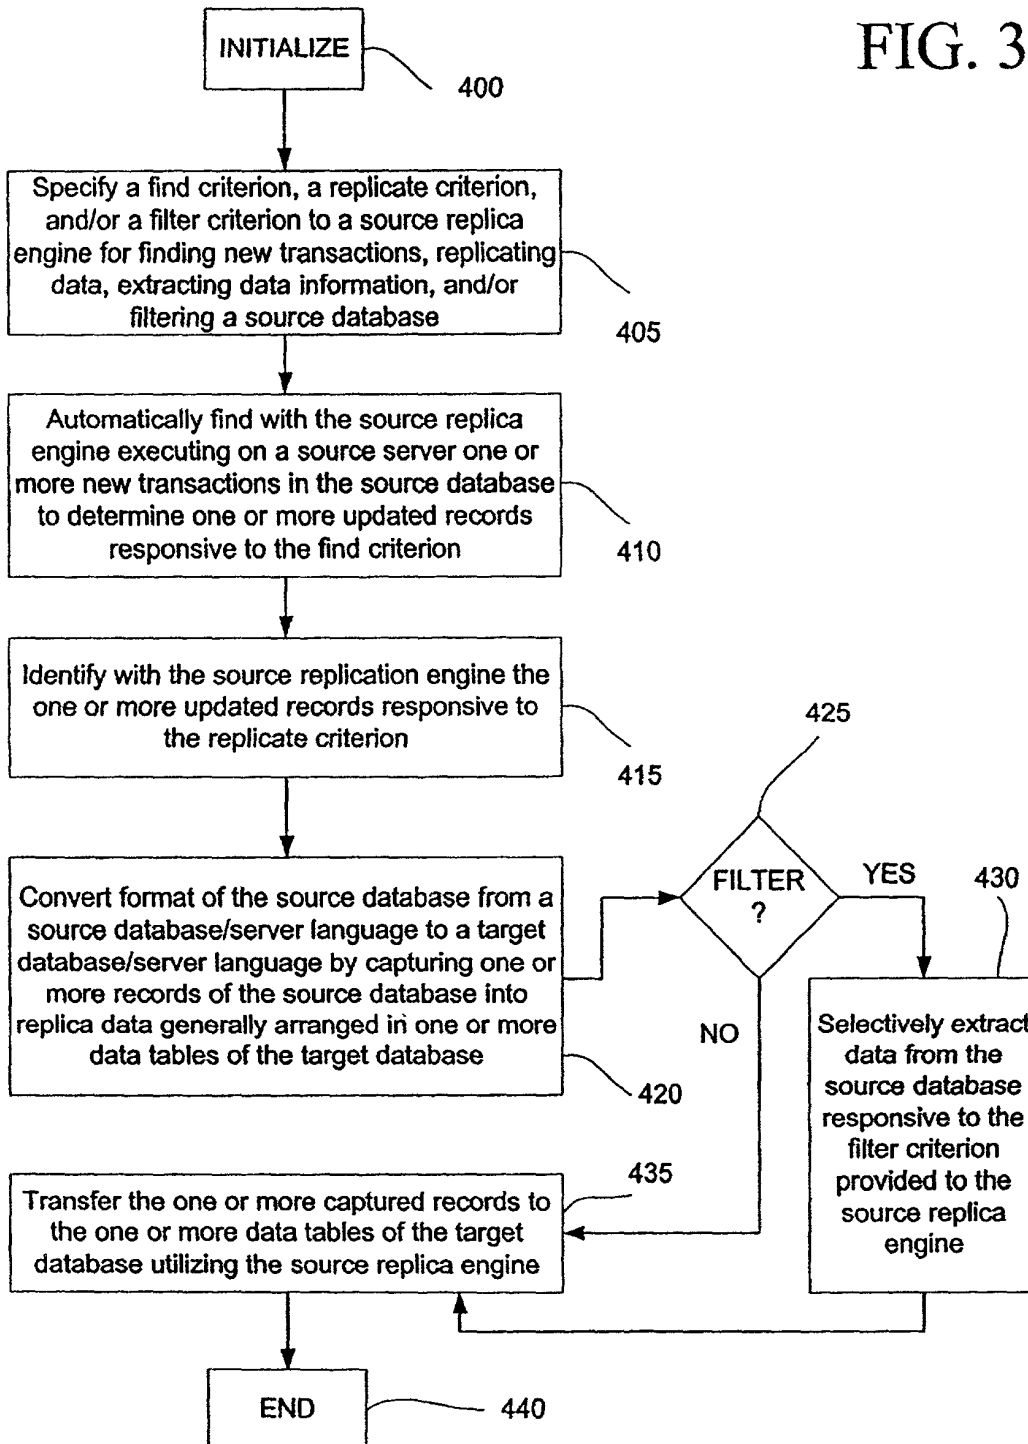 FIG. 3
INITIALIZE
400
Specify a find criterion, a replicate criterion,
and/or a filter criterion to a source replica
engine for finding new transactions, replicating
data, extracting data information, and/or
filtering a source database
405
Automatically find with the source replica
engine executing on a source server one or
more new transactions in the source database
to determine one or more updated records
responsive to the find criterion
410
Identify with the source replication engine the
one or more updated records responsive to
the replicate criterion
415
Convert format of the source database from a
source database/server language to a target
database/server language by capturing one or
more records of the source database into
replica data generally arranged in one or more
data tables of the target database
420
425
FILTER
?
YES
NO
430
Selectively extract
data from the
source database
responsive to the
filter criterion
provided to the
source replica
engine
435
Transfer the one or more captured records to
the one or more data tables of the target
database utilizing the source replica engine
END
440